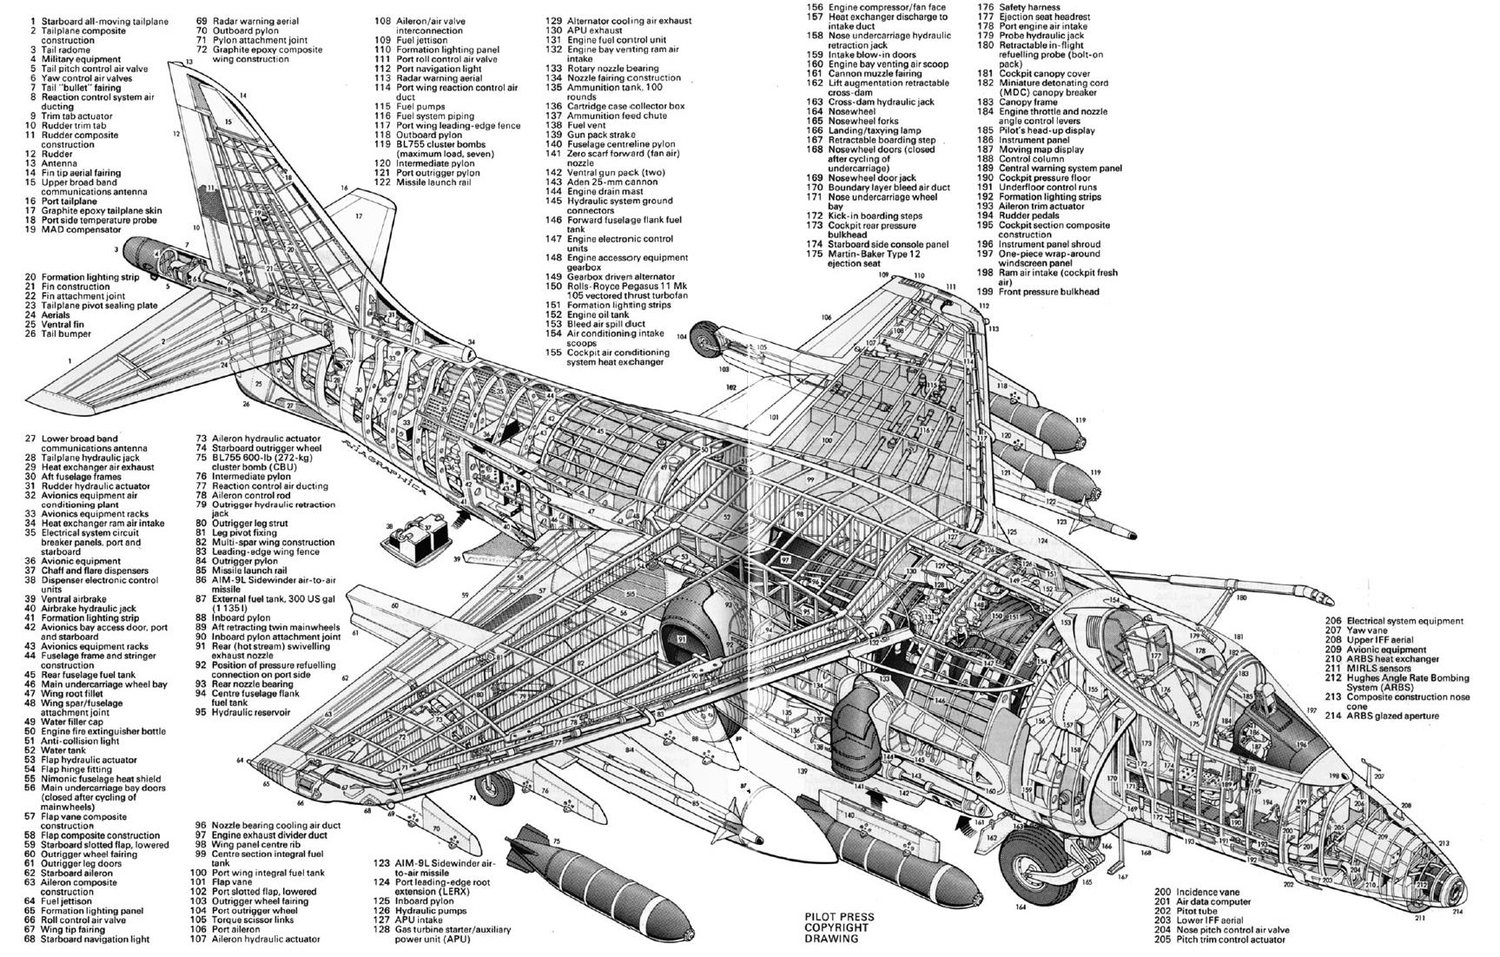 1 Starboard all-moving tailplane
2 Tailplane composite
construction
3 Tail radome
4 Military equipment
5 Tail pitch control air valve
6 Yaw control air valves
7 Tail "bullet" fairing
8 Reaction control system air
ducting
9 Trim tab actuator
10 Rudder trim tab
11 Rudder composite
construction
12 Rudder
13 Antenna
14 Fin tip aerial fairing
15 Upper broad band
communications antenna
16 Port tailplane
17 Graphite epoxy tailplane skin
18 Port side temperature probe
19 MAD compensator
20 Formation lighting strip
21 Fin construction
22 Fin attachment joint
23 Tailplane pivot sealing plate
24 Aerials
25 Ventral fin
26 Tail bumper
27 Lower broad band
communications antenna
28 Tailplane hydraulic jack
29 Heat exchanger air exhaust
30 Aft fuselage frames
31 Rudder hydraulic actuator
32 Avionics equipment air
conditioning plant
33 Avionics equipment racks
34 Heat exchanger ram air intake
35 Electrical system circuit
breaker panels, port and
starboard
36 Avionic equipment
37 Chaff and flare dispensers
38 Dispenser electronic control
units
39 Ventral airbrake
40 Airbrake hydraulic jack
41 Formation lighting strip
42 Avionics bay access door, port
and starboard
43 Avionics equipment racks
44 Fuselage frame and stringer
construction
45 Rear fuselage fuel tank
46 Main undercarriage wheel bay
47 Wing root fillet
48 Wing spar/fuselage
attachment joint
49 Water filler cap
50 Engine fire extinguisher bottle
51 Anti-collision light
52 Water tank
53 Flap hydraulic actuator
54 Flap hinge fitting
55 Nimonic fuselage heat shield
56 Main undercarriage bay doors
(closed after cycling of
mainwheels)
57 Flap vane composite
construction
58 Flap composite construction
59 Starboard slotted flap, lowered
60 Outrigger wheel fairing
61 Outrigger leg doors
62 Starboard aileron
63 Aileron composite
construction
64 Fuel jettison
65 Formation lighting panel
66 Roll control air valve
67 Wing tip fairing
68 Starboard navigation light
69 Radar warning aerial
70 Outboard pylon
71 Pylon attachment joint
72 Graphite epoxy composite
wing construction
73 Aileron hydraulic actuator
74 Starboard outrigger wheel
75 BL755 600-lb (272-kg)
cluster bomb (CBU)
76 Intermediate pylon
77 Reaction control air ducting
78 Aileron control rod
79 Outrigger hydraulic retraction
jack
80 Outrigger leg strut
81 Leg pivot fixing
82 Multi-spar wing construction
83 Leading-edge wing fence
84 Outrigger pylon
85 Missile launch rail
86 AIM-9L Sidewinder air-to-air
missile
87 External fuel tank, 300 US gal
(1 135 l)
88 Inboard pylon
89 Aft retracting twin mainwheels
90 Inboard pylon attachment joint
91 Rear (hot stream) swivelling
exhaust nozzle
92 Position of pressure refuelling
connection on port side
93 Rear nozzle bearing
94 Centre fuselage flank
fuel tank
95 Hydraulic reservoir
96 Nozzle bearing cooling air duct
97 Engine exhaust divider duct
98 Wing panel centre rib
99 Centre section integral fuel
tank
100 Port wing integral fuel tank
101 Flap vane
102 Port slotted flap, lowered
103 Outrigger wheel fairing
104 Port outrigger wheel
105 Torque scissor links
106 Port aileron
107 Aileron hydraulic actuator
108 Aileron/air valve
interconnection
109 Fuel jettison
110 Formation lighting panel
111 Port roll control air valve
112 Port navigation light
113 Radar warning aerial
114 Port wing reaction control air
duct
115 Fuel pumps
116 Fuel system piping
117 Port wing leading-edge fence
118 Outboard pylon
119 BL755 cluster bombs
(maximum load, seven)
120 Intermediate pylon
121 Port outrigger pylon
122 Missile launch rail
123 AIM-9L Sidewinder air-
to-air missile
124 Port leading-edge root
extension (LERX)
125 Inboard pylon
126 Hydraulic pumps
127 APU intake
128 Gas turbine starter/auxiliary
power unit (APU)
129 Alternator cooling air exhaust
130 APU exhaust
131 Engine fuel control unit
132 Engine bay venting ram air
intake
133 Rotary nozzle bearing
134 Nozzle fairing construction
135 Ammunition tank, 100
rounds
136 Cartridge case collector box
137 Ammunition feed chute
138 Fuel vent
139 Gun pack strake
140 Fuselage centreline pylon
141 Zero scarf forward (fan air)
nozzle
142 Ventral gun pack (two)
143 Aden 25-mm cannon
144 Engine drain mast
145 Hydraulic system ground
connectors
146 Forward fuselage flank fuel
tank
147 Engine electronic control
units
148 Engine accessory equipment
gearbox
149 Gearbox driven alternator
150 Rolls-Royce Pegasus 11 Mk
105 vectored thrust turbofan
151 Formation lighting strips
152 Engine oil tank
153 Bleed air spill duct
154 Air conditioning intake
scoops
155 Cockpit air conditioning
system heat exchanger
156 Engine compressor/fan face
157 Heat exchanger discharge to
intake duct
158 Nose undercarriage hydraulic
retraction jack
159 Intake blow-in doors
160 Engine bay venting air scoop
161 Cannon muzzle fairing
162 Lift augmentation retractable
cross-dam
163 Cross-dam hydraulic jack
164 Nosewheel
165 Nosewheel forks
166 Landing/taxying lamp
167 Retractable boarding step
168 Nosewheel doors (closed
after cycling of
undercarriage)
169 Nosewheel door jack
170 Boundary layer bleed air duct
171 Nose undercarriage wheel
bay
172 Kick-in boarding steps
173 Cockpit rear pressure
bulkhead
174 Starboard side console panel
175 Martin-Baker Type 12
ejection seat
176 Safety harness
177 Ejection seat headrest
178 Port engine air intake
179 Probe hydraulic jack
180 Retractable in-flight
refuelling probe (bolt-on
pack)
181 Cockpit canopy cover
182 Miniature detonating cord
(MDC) canopy breaker
183 Canopy frame
184 Engine throttle and nozzle
angle control levers
185 Pilot's head-up display
186 Instrument panel
187 Moving map display
188 Control column
189 Central warning system panel
190 Cockpit pressure floor
191 Underfloor control runs
192 Formation lighting strips
193 Aileron trim actuator
194 Rudder pedals
195 Cockpit section composite
construction
196 Instrument panel shroud
197 One-piece wrap-around
windscreen panel
198 Ram air intake (cockpit fresh
air)
199 Front pressure bulkhead
200 Incidence vane
201 Air data computer
202 Pitot tube
203 Lower IFF aerial
204 Nose pitch control air valve
205 Pitch trim control actuator
206 Electrical system equipment
207 Yaw vane
208 Upper IFF aerial
209 Avionic equipment
210 ARBS heat exchanger
211 MIRLS sensors
212 Hughes Angle Rate Bombing
System (ARBS)
213 Composite construction nose
cone
214 ARBS glazed aperture
PILOT PRESS
COPYRIGHT
DRAWING